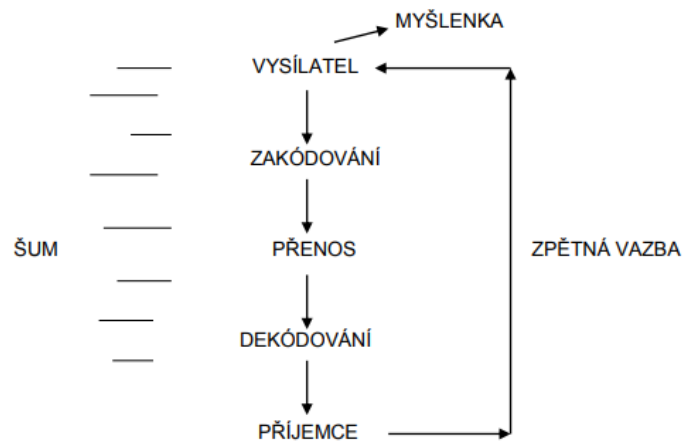 MYŠLENKA
VYSÍLATEL
ZAKÓDOVÁNÍ
ŠUM
PŘENOS
ZPĚTNÁ VAZBA
DEKÓDOVÁNÍ
PŘÍJEMCE